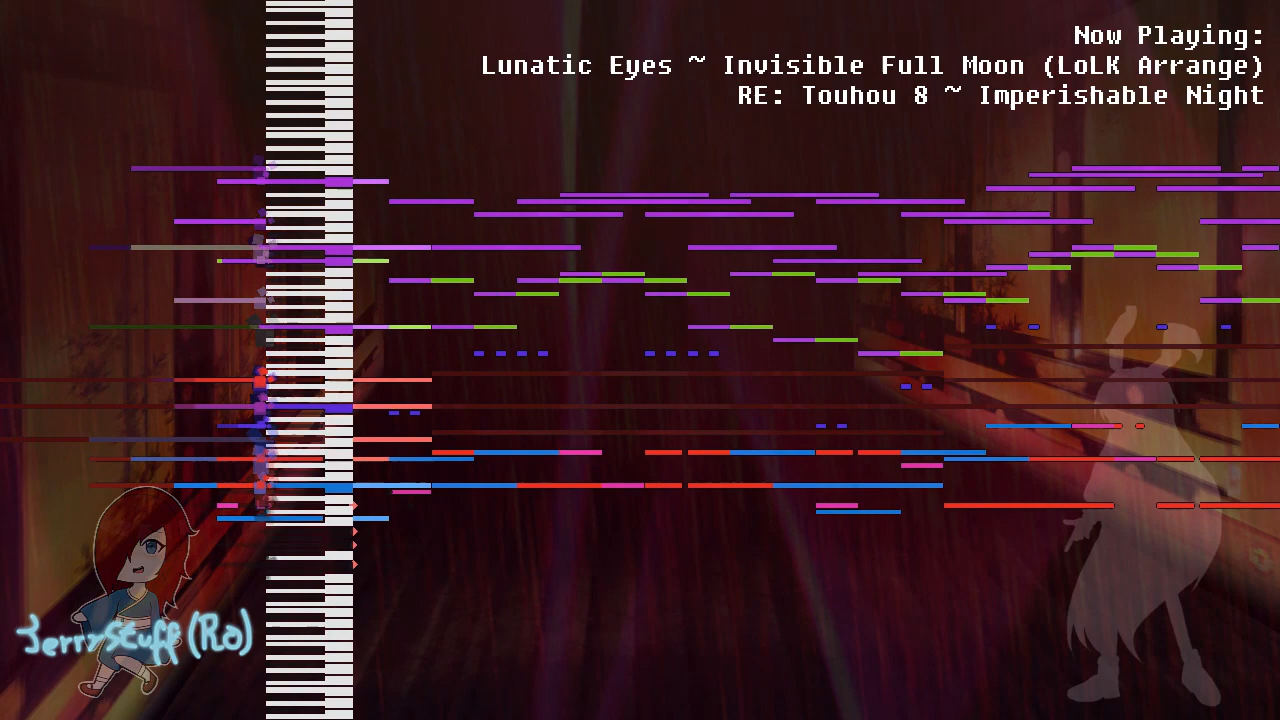 Now Playing:
Lunatic Eyes ~ Invisible Full Moon (LoLK Arrange)
RE: Touhou 8 ~ Imperishable Night
JerryStuff (Ro)